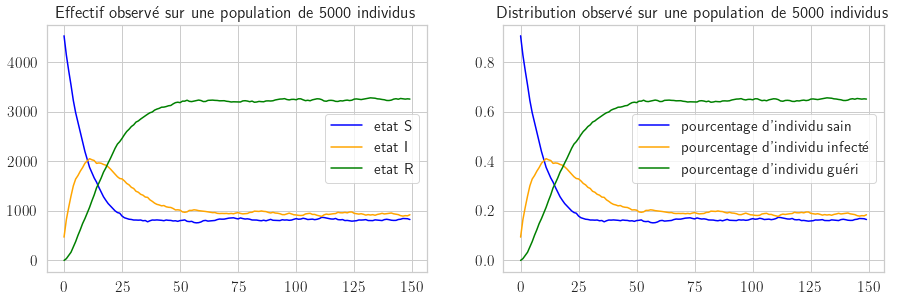 Effectif observé sur une population de 5000 individus
4000
3000
2000
1000
0
0 25 50 75 100 125 150
etat S
etat I
etat R
Distribution observé sur une population de 5000 individus
0.8
0.6
0.4
0.2
0.0
0 25 50 75 100 125 150
pourcentage d'individu sain
pourcentage d'individu infecté
pourcentage d'individu guéri